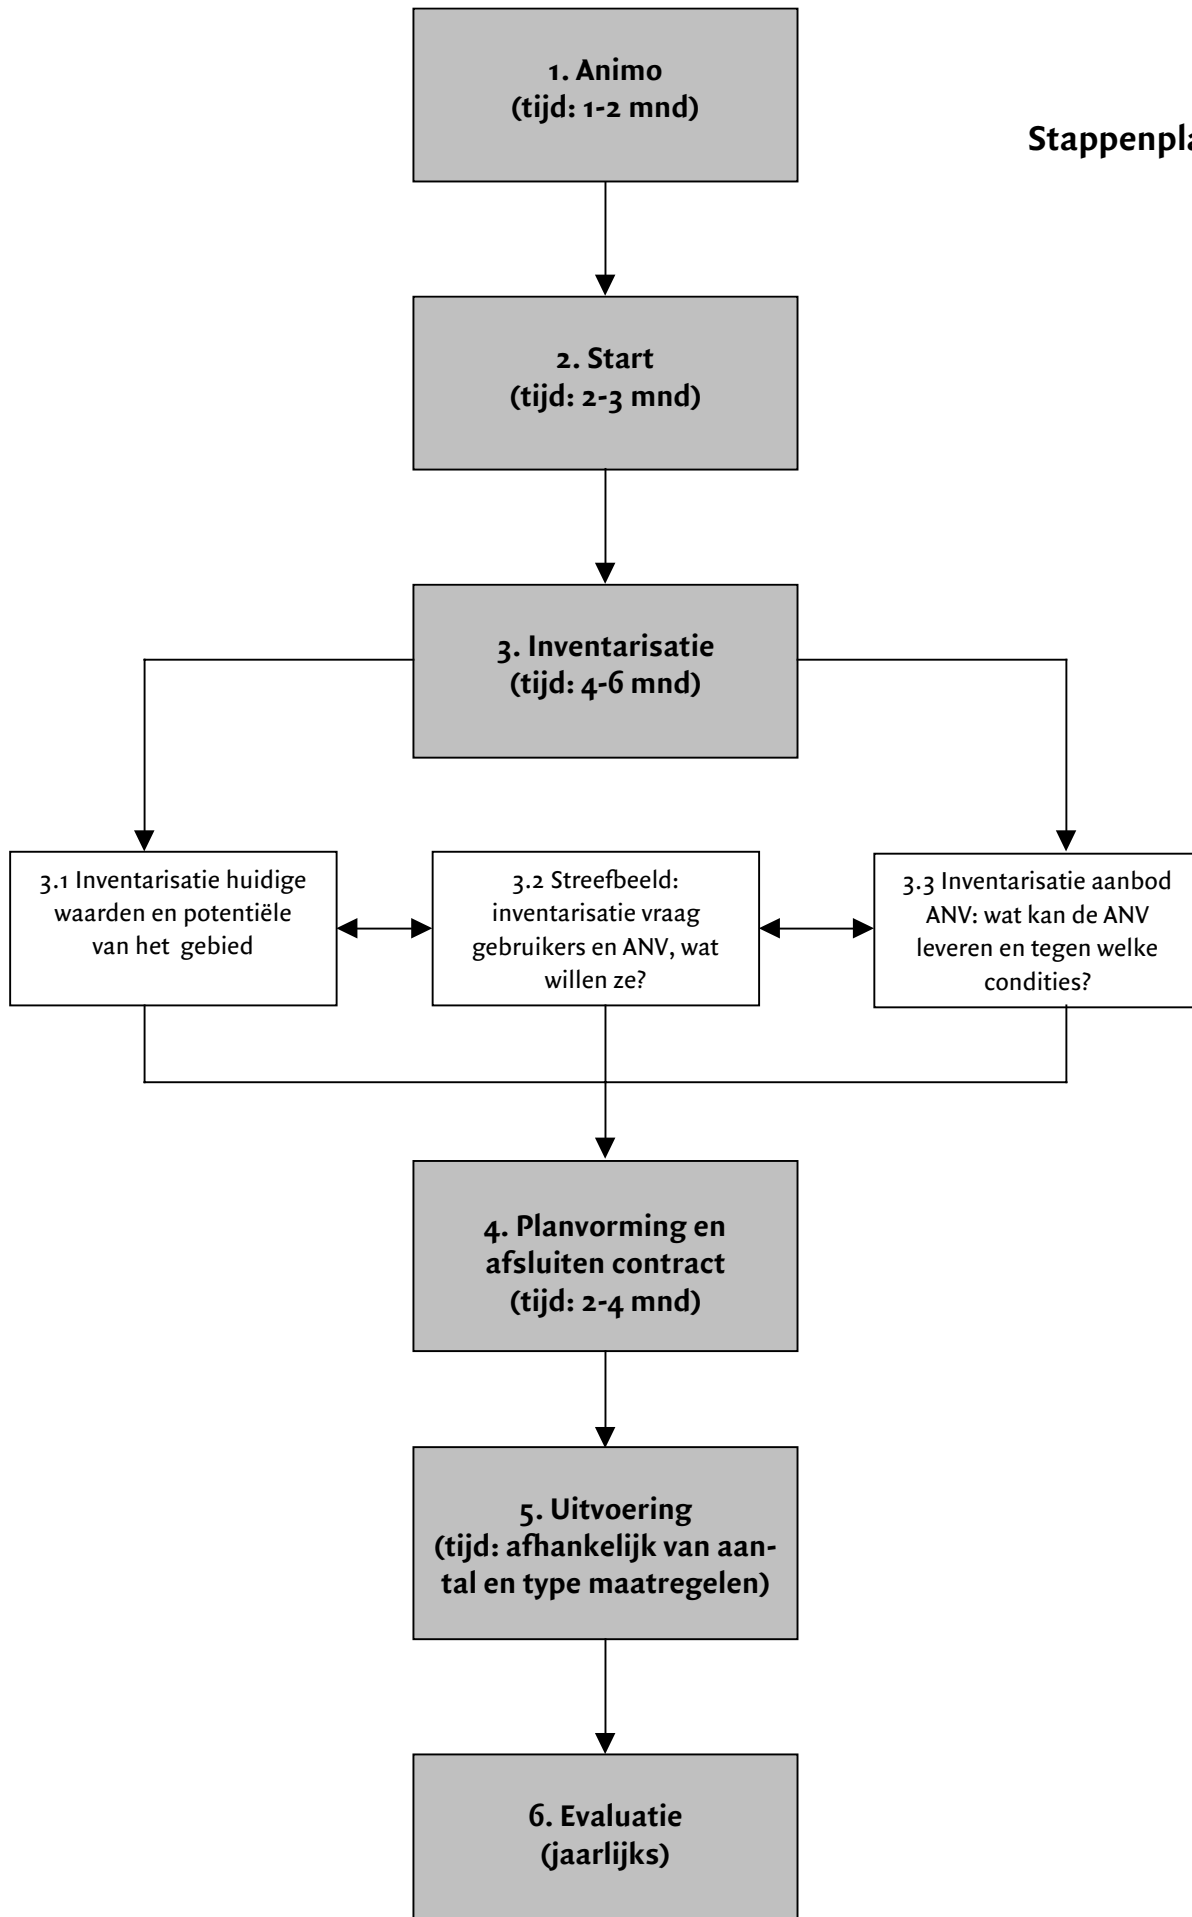 1. Animo
(tijd: 1-2 mnd)
Stappenpla
2. Start
(tijd: 2-3 mnd)
3. Inventarisatie
(tijd: 4-6 mnd)
3.1 Inventarisatie huidige
waarden en potentiële
van het gebied
3.2 Streefbeeld:
inventarisatie vraag
gebruikers en ANV, wat
willen ze?
3.3 Inventarisatie aanbod
ANV: wat kan de ANV
leveren en tegen welke
condities?
4. Planvorming en
afsluiten contract
(tijd: 2-4 mnd)
5. Uitvoering
(tijd: afhankelijk van aan-
tal en type maatregelen)
6. Evaluatie
(jaarlijks)